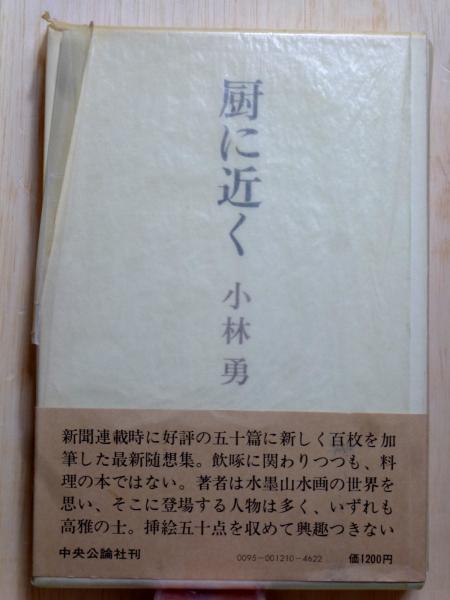 厨に近く
小林勇
新聞連載時に好評の五十篇に新しく百枚を加
筆した最新随想集。飲啄に関わりつつも、料
理の本ではない。著者は水墨山水画の世界を
思い、そこに登場する人物は多く、いずれも
高雅の士。挿絵五十点を収めて興趣つきない
中央公論社刊
0095-001210-4622
価1200円